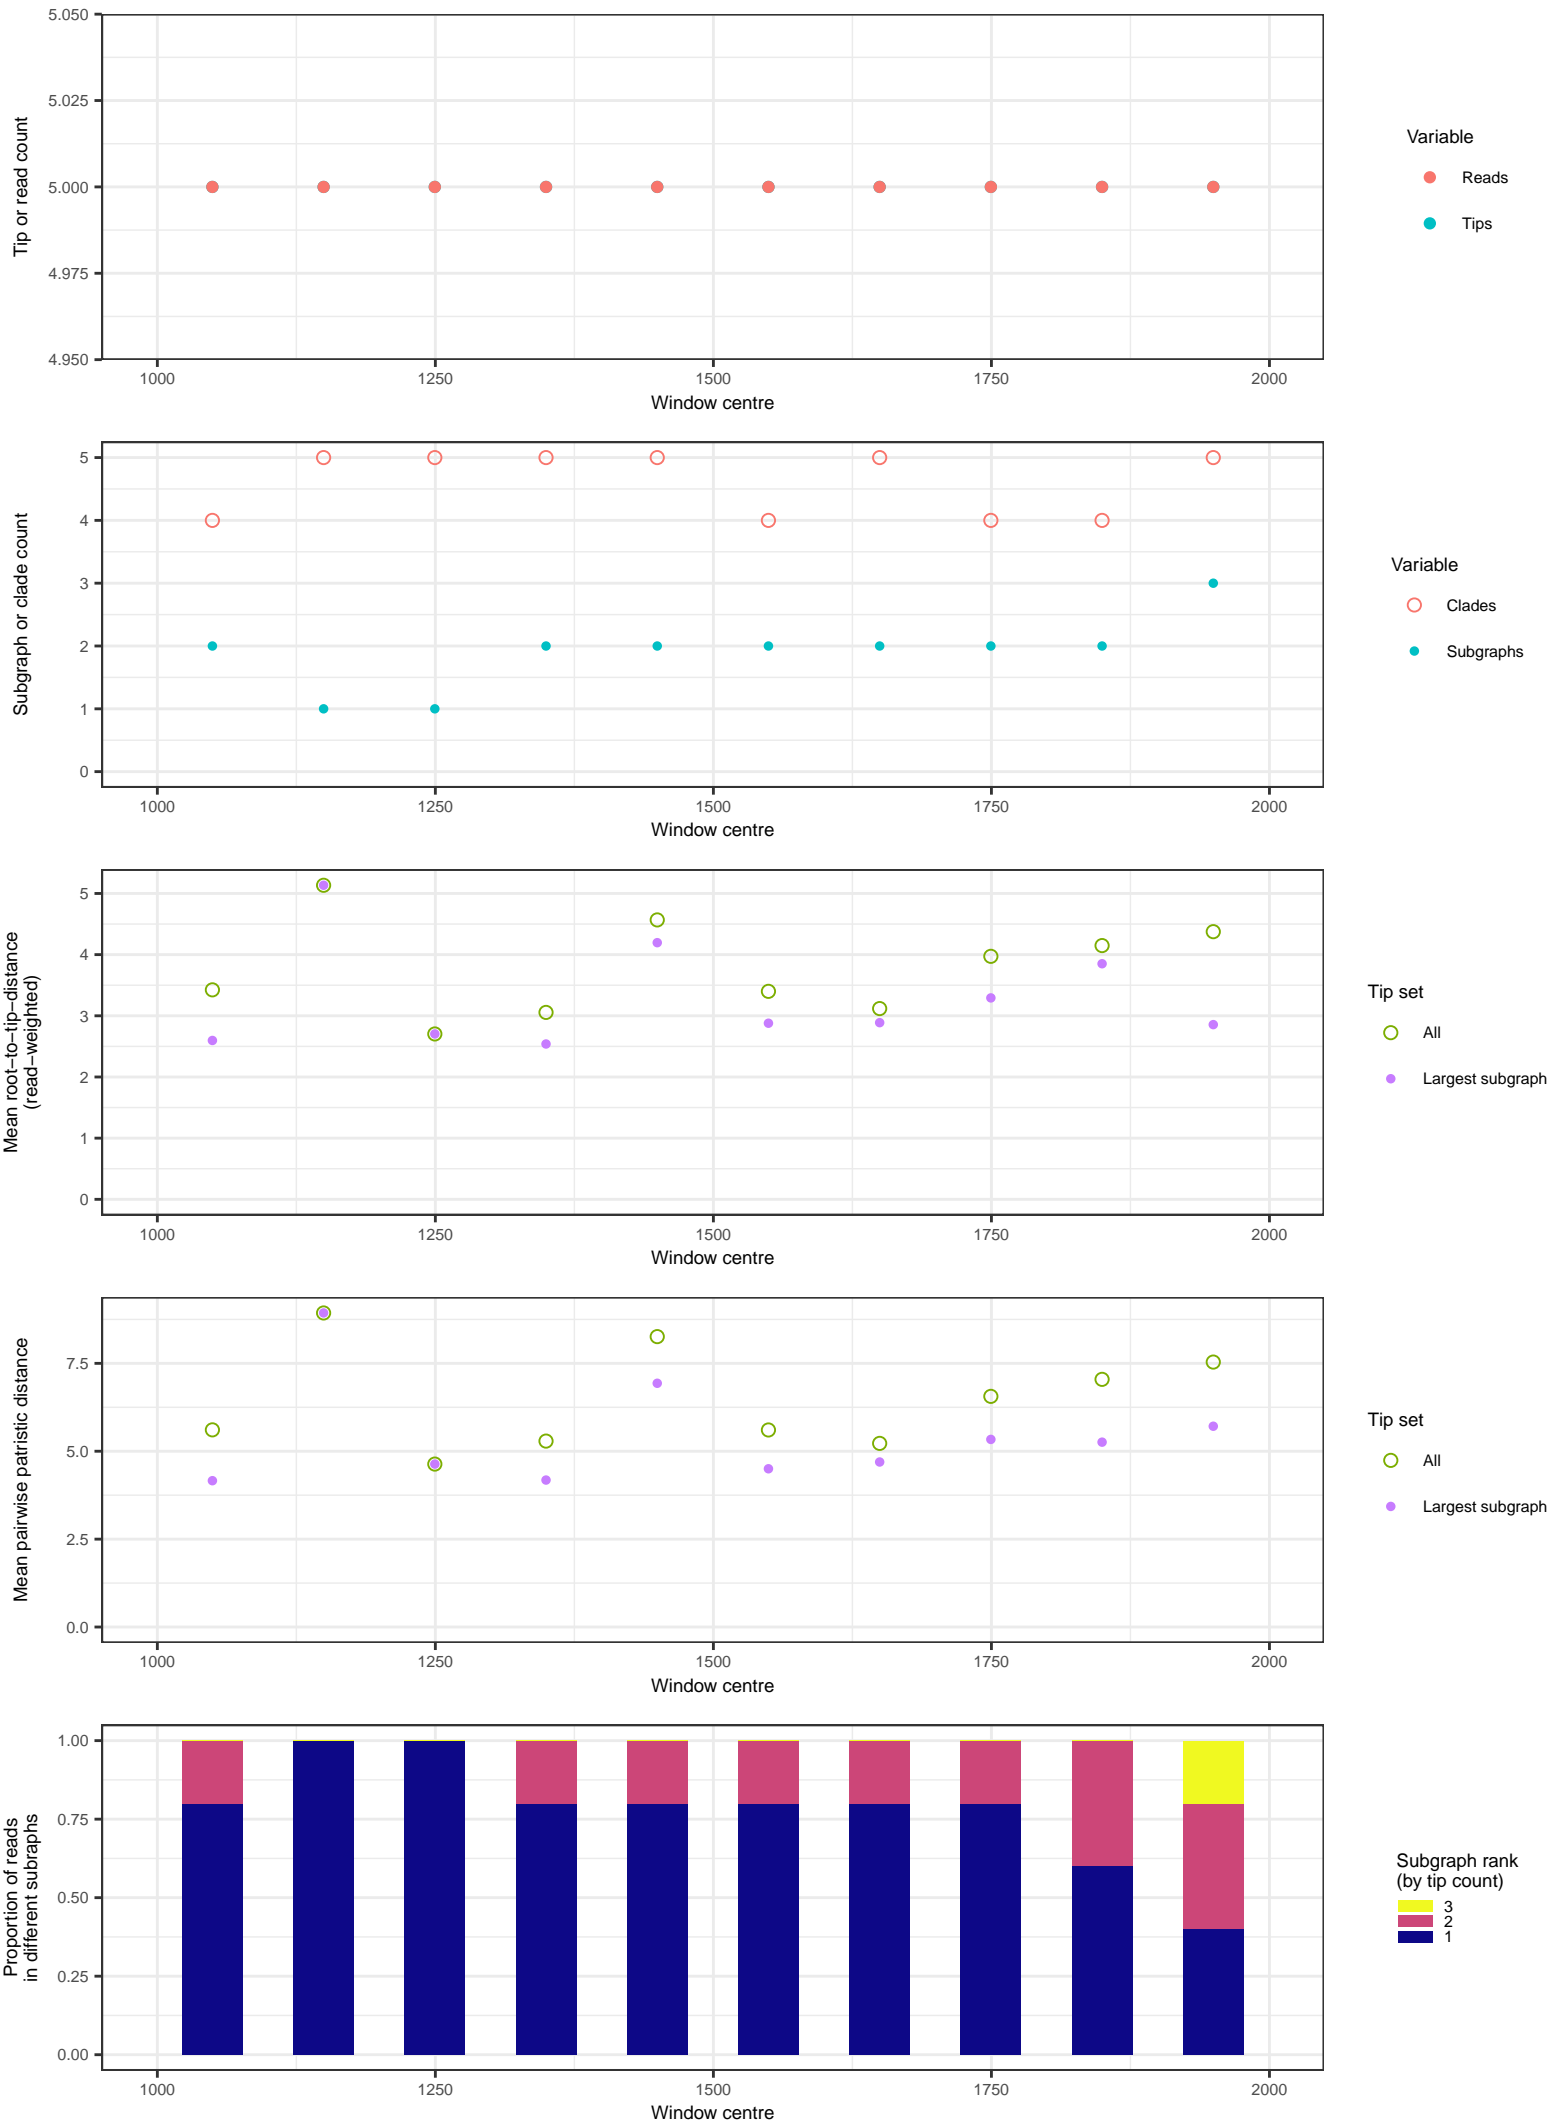 5.050
5.025
5.000
4.975
4.950
Tip or read count
1000 1250 1500 1750 2000
Window centre
Variable
Reads
Tips
5
4
3
2
1
0
Subgraph or clade count
1000 1250 1500 1750 2000
Window centre
Variable
Clades
Subgraphs
5
4
3
2
1
0
Mean root−to−tip−distance
(read−weighted)
1000 1250 1500 1750 2000
Window centre
Tip set
All
Largest subgraph
7.5
5.0
2.5
0.0
Mean pairwise patristic distance
1000 1250 1500 1750 2000
Window centre
Tip set
All
Largest subgraph
1.00
0.75
0.50
0.25
0.00
Proportion of reads
in different subraphs
1000 1250 1500 1750 2000
Window centre
Subgraph rank
(by tip count)
3
2
1